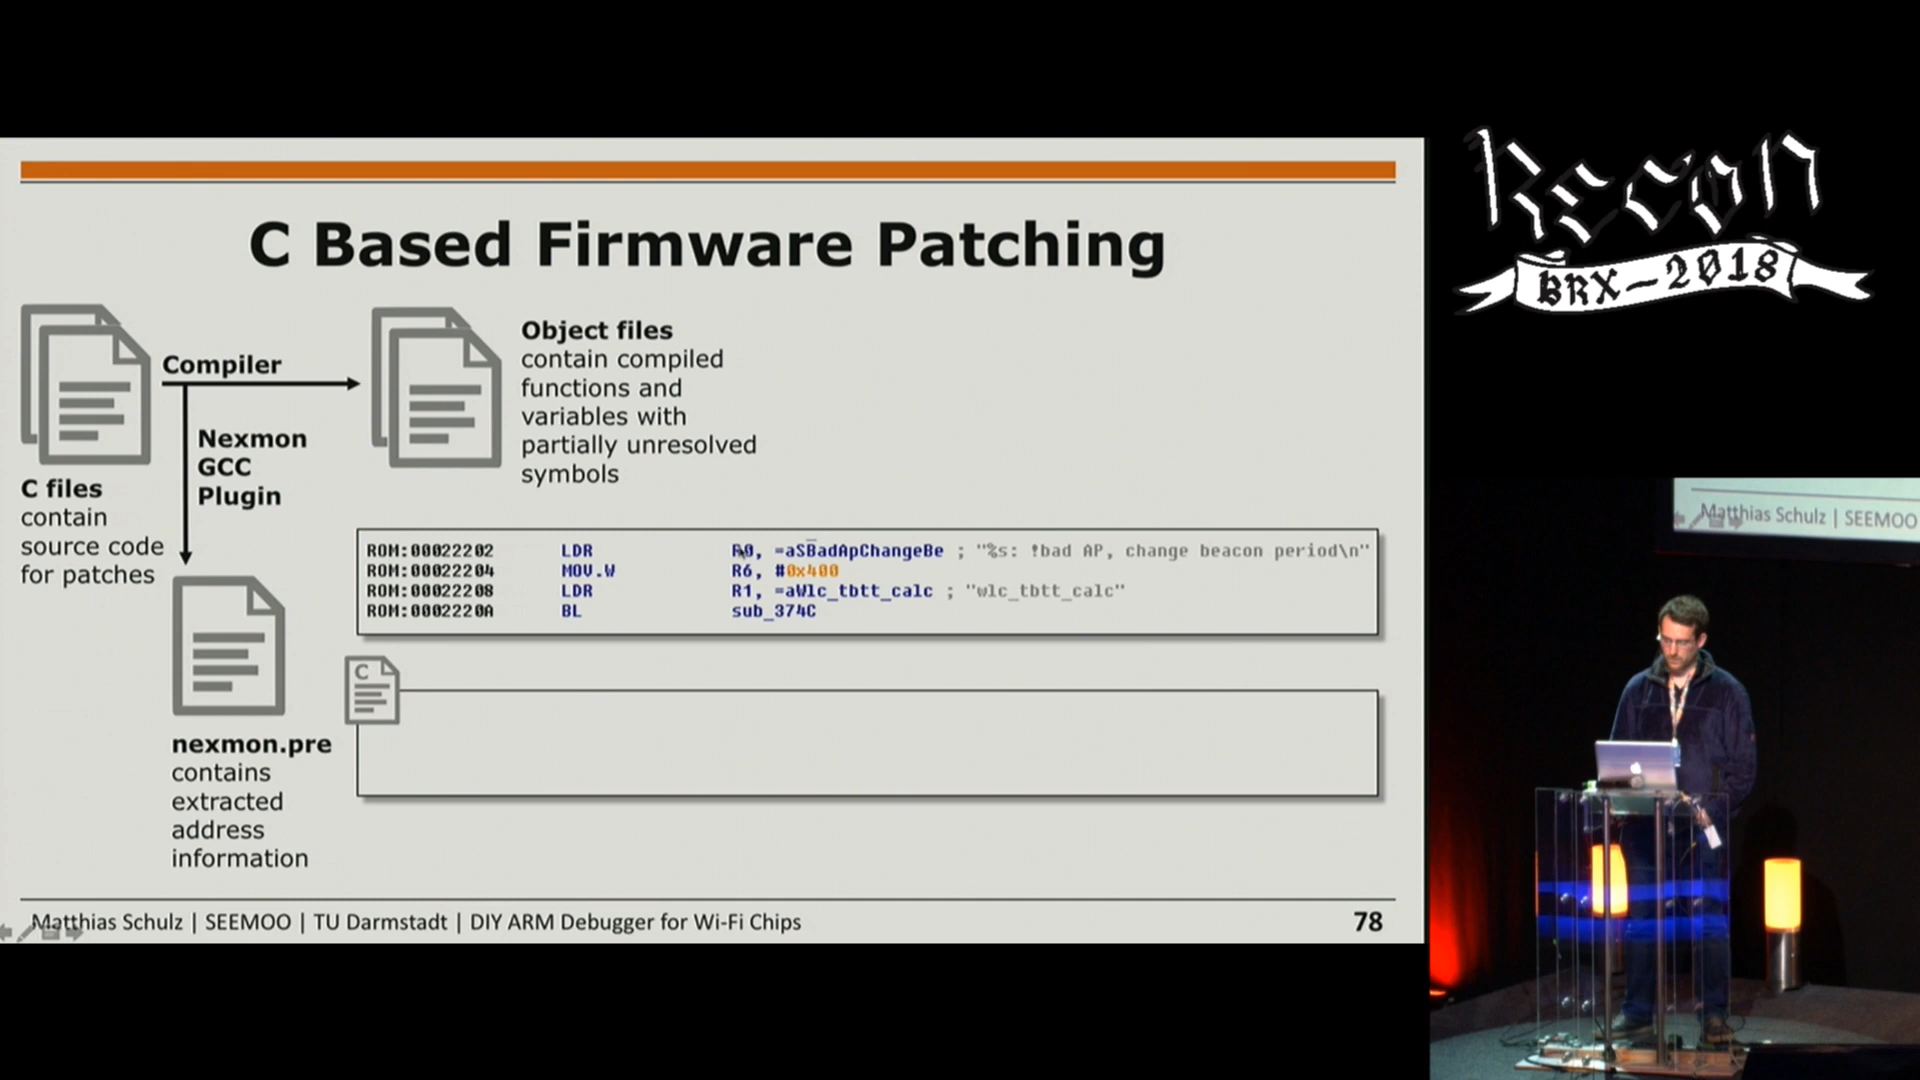 C Based Firmware Patching
Compiler
Object files
contain compiled
functions and
variables with
partially unresolved
symbols
Nexmon
GCC
Plugin
C files
contain
source code
for patches
ROM:00022202 LDR R0, =aSBadApChangeBe ; "%s: !bad AP, change beacon period\n"
ROM:00022204 MOV.W R6, #0x400
ROM:00022208 LDR R1, =aWlc_tbtt_calc ; "wlc_tbtt_calc"
ROM:0002220A BL sub_374C
C
nexmon.pre
contains
extracted
address
information
Matthias Schulz | SEEMOO | TU Darmstadt | DIY ARM Debugger for Wi-Fi Chips
78
Recon
BRX-2018
Matthias Schulz | SEEMOO